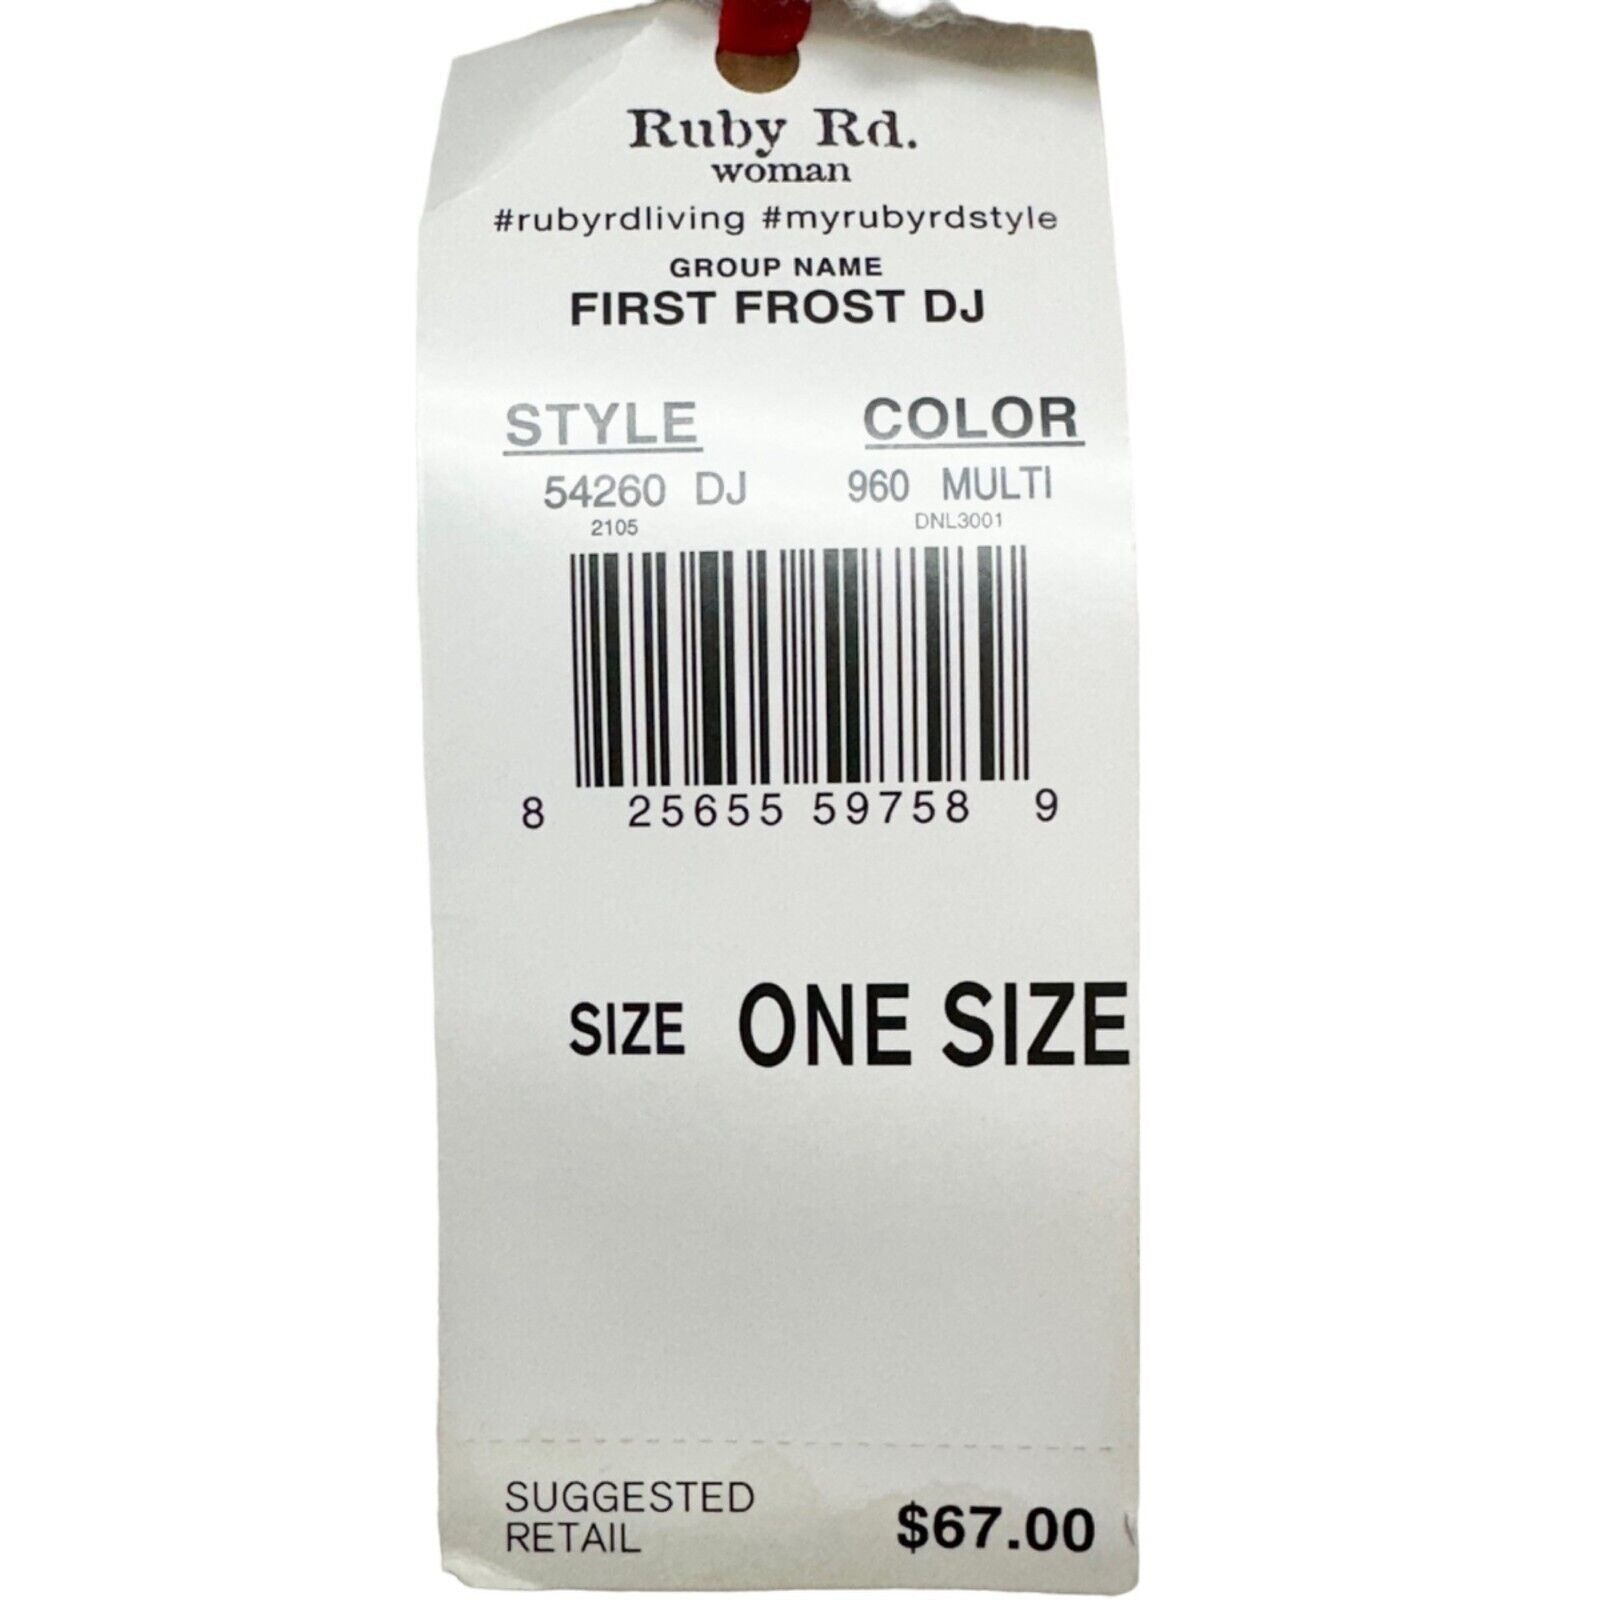 Ruby Rd.
woman
#rubyrdliving #myrubyrdstyle
GROUP NAME
FIRST FROST DJ
STYLE COLOR
54260 DJ 960 MULTI
2105 DNL3001
8 25655 59758 9
SIZE ONE SIZE
SUGGESTED
RETAIL $67.00